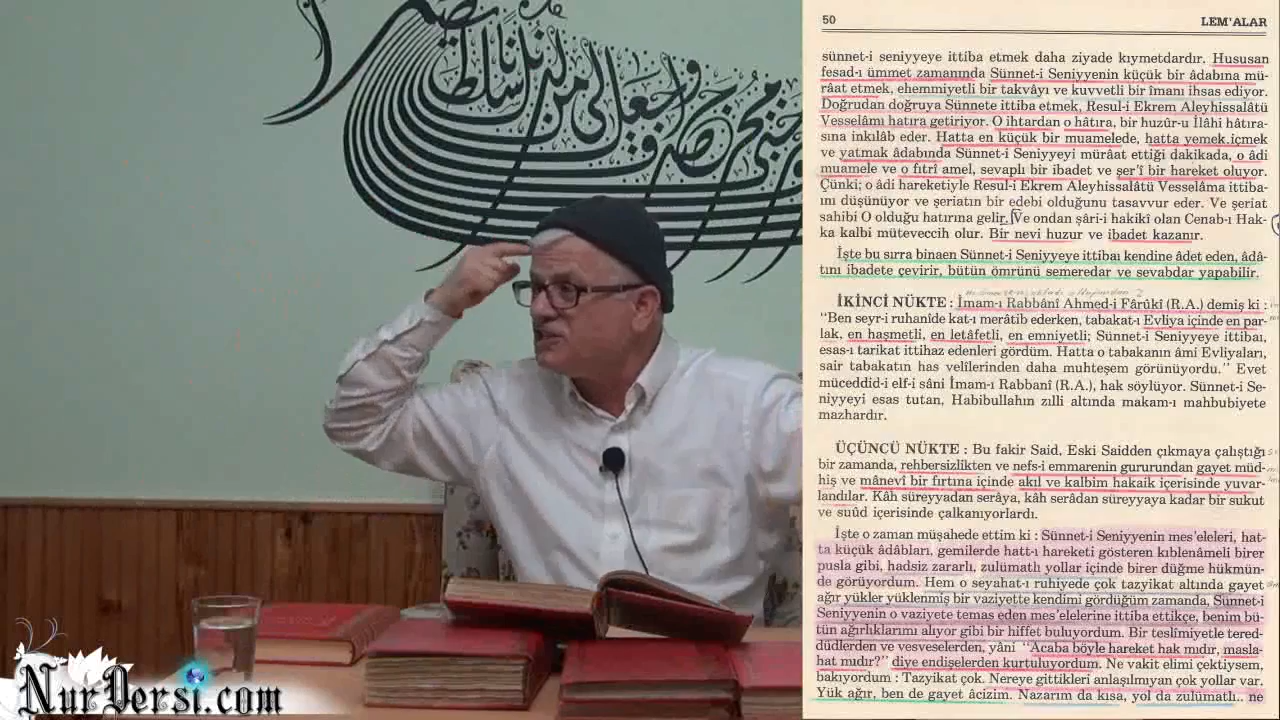 50 LEM'ALAR
sünnet-i seniyyeye ittiba etmek daha ziyade kıymetdardır. Hususan
fesad-ı ümmet zamanında Sünnet-i Seniyyenin küçük bir âdabına mü-
râat etmek, ehemmiyetli bir takvâyı ve kuvvetli bir îmanı ihsas ediyor.
Doğrudan doğruya Sünnete ittiba etmek, Resul-i Ekrem Aleyhissalâtü
Vesselâmı hatıra getiriyor. O ihtardan o hâtıra, bir huzûr-u İlâhi hâtıra-
sına inkılâb eder. Hatta en küçük bir muamelede, hatta yemek, içmek
ve yatmak âdabında Sünnet-i Seniyyeyi mürâat ettiği dakikada, o âdi
muamele ve o fıtrî amel, sevaplı bir ibadet ve şer'î bir hareket oluyor.
Çünki; o âdi hareketiyle Resul-i Ekrem Aleyhissalâtü Vesselâma ittiba-
ını düşünüyor ve şeriatın bir edebi olduğunu tasavvur eder. Ve şeriat
sahibi O olduğu hatırına gelir. Ve ondan şâri-i hakiki olan Cenab-ı Hak-
ka kalbi müteveccih olur. Bir nevi huzur ve ibadet kazanır.
İşte bu sırra binaen Sünnet-i Seniyyeye ittibaı kendine âdet eden, âdâ-
tını ibadete çevirir, bütün ömrünü semeredar ve sevabdar yapabilir.
İKİNCİ NÜKTE : İmam-ı Rabbânî Ahmed-i Fârûkî (R.A.) demiş ki :
"Ben seyr-i ruhanîde kat-ı merâtib ederken, tabakat-ı Evliya içinde en par-
lak, en haşmetli, en letâfetli, en emniyetli; Sünnet-i Seniyyeye ittibaı,
esas-ı tarikat ittihaz edenleri gördüm. Hatta o tabakanın âmî Evliyaları,
sair tabakatın has velîlerinden daha muhteşem görünüyordu." Evet
müceddid-i elf-i sâni İmam-ı Rabbanî (R.A.), hak söylüyor. Sünnet-i Se-
niyyeyi esas tutan, Habibullahın zılli altında makam-ı mahbubiyete
mazhardır.
ÜÇÜNCÜ NÜKTE : Bu fakir Said, Eski Saidden çıkmaya çalıştığı
bir zamanda, rehbersizlikten ve nefs-i emmarenin gururundan gayet müd-
hiş ve mânevî bir fırtına içinde akıl ve kalbim hakaik içerisinde yuvar-
landılar. Kâh süreyyadan serâya, kâh serâdan süreyyaya kadar bir sukut
ve suûd içerisinde çalkanıyorlardı.
İşte o zaman müşahede ettim ki : Sünnet-i Seniyyenin mes'eleleri, hat-
ta küçük âdâbları, gemilerde hatt-ı hareketi gösteren kıblenâmeli birer
pusla gibi, hadsiz zararlı, zulümatlı yollar içinde birer düğme hükmün-
de görüyordum. Hem o seyahat-ı ruhiyede çok tazyikat altında gayet
ağır yükler yüklenmiş bir vaziyette kendimi gördüğüm zamanda, Sünnet-i
Seniyyenin o vaziyete temas eden mes'elelerine ittiba ettikçe, benim bü-
tün ağırlıklarımı alıyor gibi bir hiffet buluyordum. Bir teslîmiyetle tered-
düdlerden ve vesveselerden, yâni "Acaba böyle hareket hak mıdır, masla-
hat mıdır?" diye endişelerden kurtuluyordum. Ne vakit elimi çektiysem,
bakıyordum : Tazyikat çok. Nereye gittikleri anlaşılmıyan çok yollar var.
Yük ağır, ben de gayet âcizim. Nazarım da kısa, yol da zulümatlı.. ne
NurDersi.com